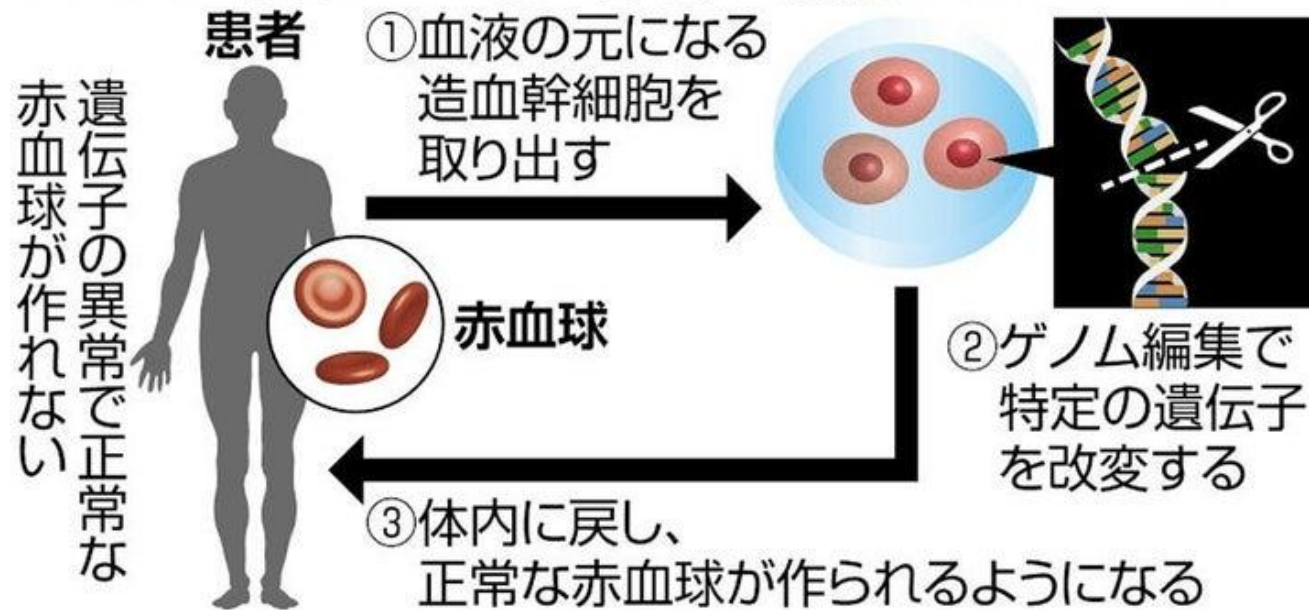 患者
遺伝子の異常で正常な
赤血球が作れない
①血液の元になる
造血幹細胞を
取り出す
赤血球
②ゲノム編集で
特定の遺伝子
を改変する
③体内に戻し、
正常な赤血球が作られるようになる